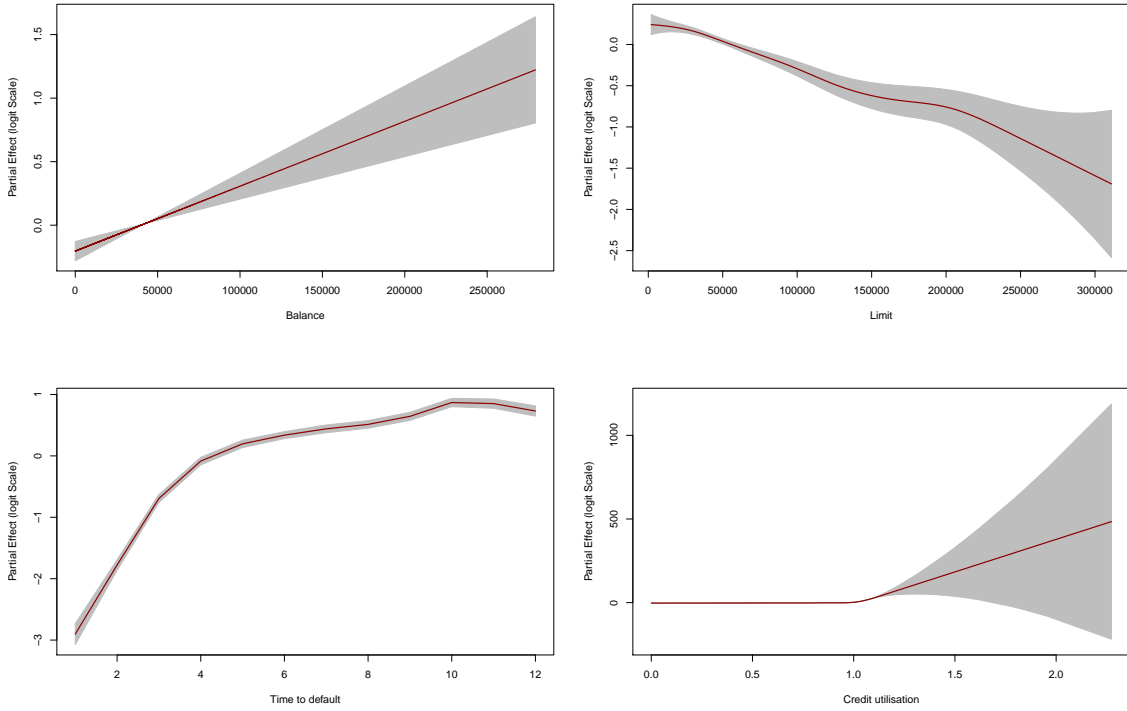 Partial Effect (logit Scale)
0.0 0.5 1.0 1.5
0 50000 100000 150000 200000 250000
Balance
Partial Effect (logit Scale)
−2.5 −2.0 −1.5 −1.0 −0.5 0.0
0 50000 100000 150000 200000 250000 300000
Limit
Partial Effect (logit Scale)
−3 −2 −1 0 1
2 4 6 8 10 12
Time to default
Partial Effect (logit Scale)
0 500 1000
0.0 0.5 1.0 1.5 2.0
Credit utilisation